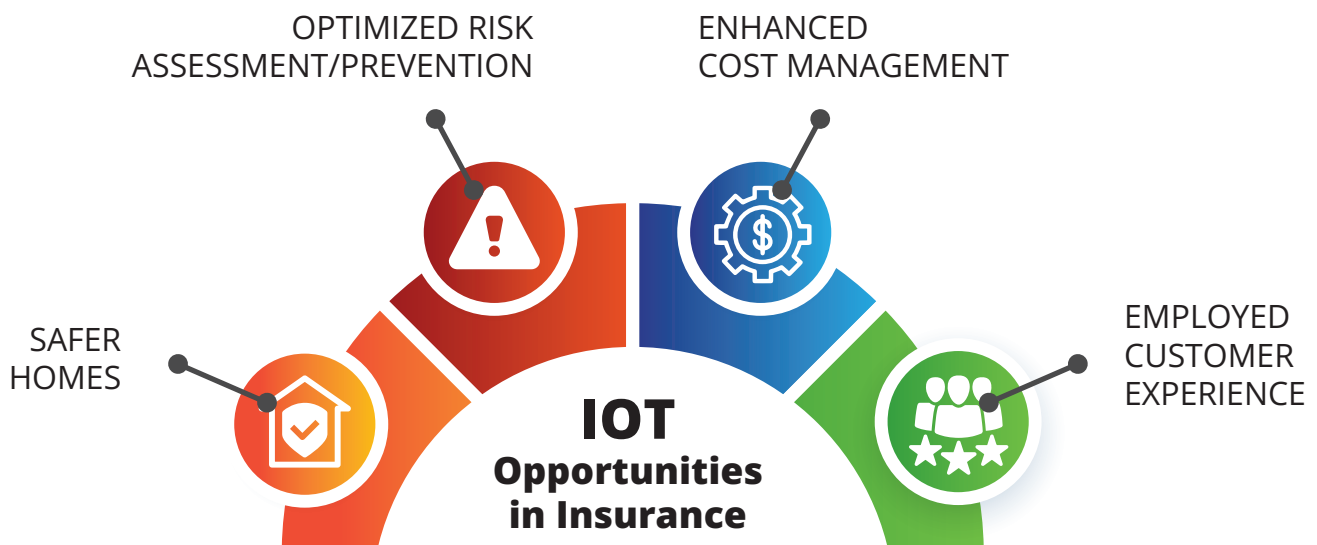 OPTIMIZED RISK
ASSESSMENT/PREVENTION
ENHANCED
COST MANAGEMENT
SAFER
HOMES
EMPLOYED
CUSTOMER
EXPERIENCE
$
IOT
Opportunities
in Insurance